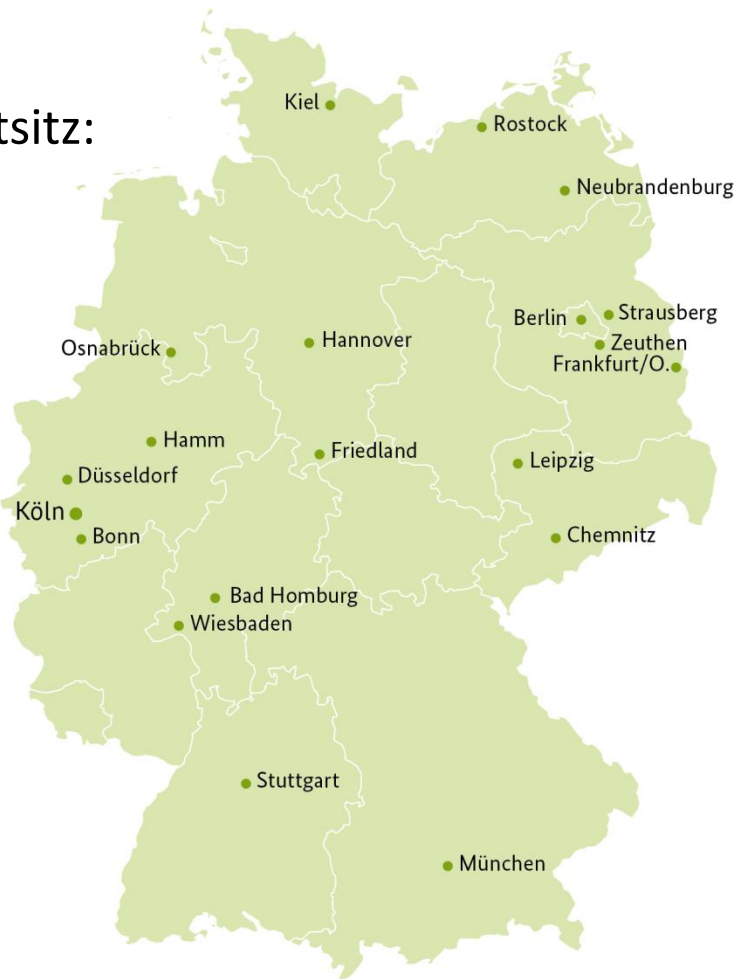 tsitz:
Kiel
Rostock
Neubrandenburg
Berlin
Strausberg
Zeuthen
Frankfurt/O.
Osnabrück
Hannover
Hamm
Friedland
Leipzig
Düsseldorf
Köln
Bonn
Chemnitz
Bad Homburg
Wiesbaden
Stuttgart
München